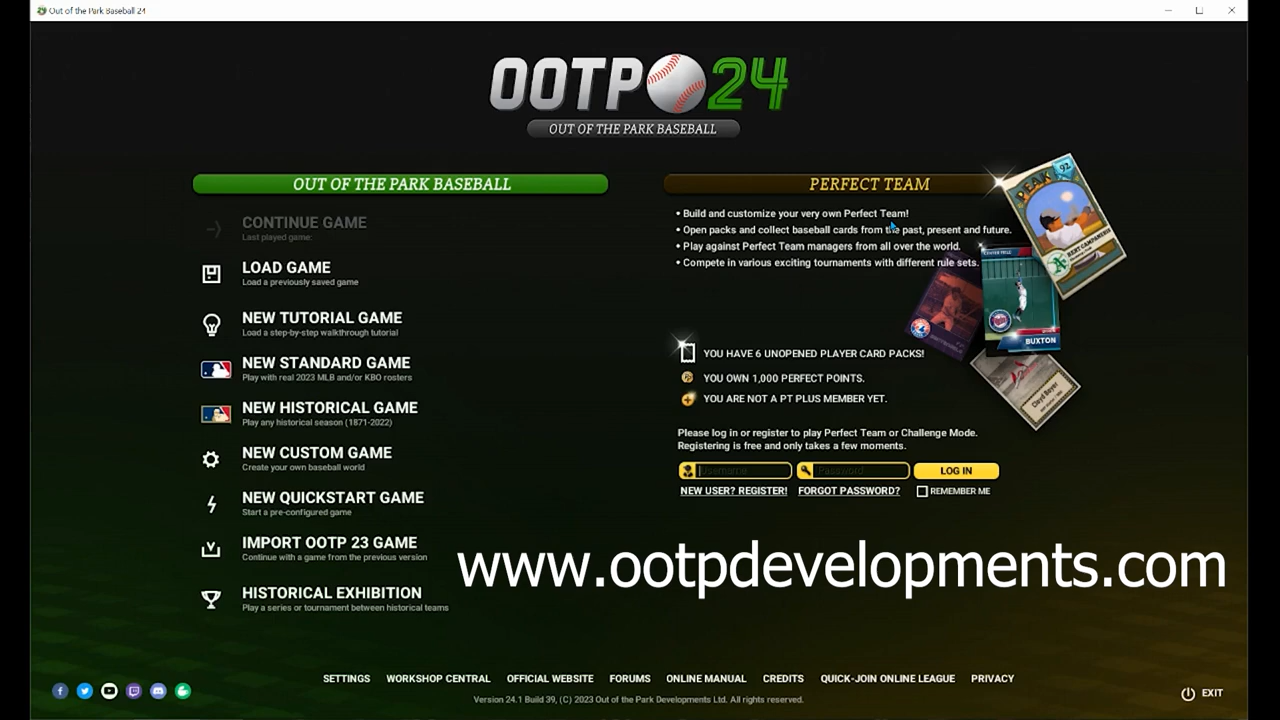 Out of the Park Baseball 24
OOTP 24
OUT OF THE PARK BASEBALL
OUT OF THE PARK BASEBALL
CONTINUE GAME
Last played game:
LOAD GAME
Load a previously saved game
NEW TUTORIAL GAME
Load a step-by-step walkthrough tutorial
NEW STANDARD GAME
Play with real 2023 MLB and/or KBO rosters
NEW HISTORICAL GAME
Play any historical season (1871-2022)
NEW CUSTOM GAME
Create your own baseball world
NEW QUICKSTART GAME
Start a pre-configured game
IMPORT OOTP 23 GAME
Continue with a game from the previous version
HISTORICAL EXHIBITION
Play a series or tournament between historical teams
PERFECT TEAM
• Build and customize your very own Perfect Team!
• Open packs and collect baseball cards from the past, present and future.
• Play against Perfect Team managers from all over the world.
• Compete in various exciting tournaments with different rule sets.
PEAK
92
BERT CAMPANERIS
CENTER FIELD
BUXTON
Cloyd Boyer
YOU HAVE 6 UNOPENED PLAYER CARD PACKS!
YOU OWN 1,000 PERFECT POINTS.
YOU ARE NOT A PT PLUS MEMBER YET.
Please log in or register to play Perfect Team or Challenge Mode.
Registering is free and only takes a few moments.
Username
Password
LOG IN
NEW USER? REGISTER!
FORGOT PASSWORD?
REMEMBER ME
www.ootpdevelopments.com
SETTINGS
WORKSHOP CENTRAL
OFFICIAL WEBSITE
FORUMS
ONLINE MANUAL
CREDITS
QUICK-JOIN ONLINE LEAGUE
PRIVACY
Version 24.1 Build 39, (C) 2023 Out of the Park Developments Ltd. All rights reserved.
EXIT